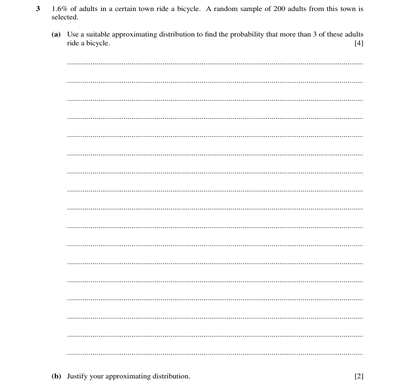 3 1.6% of adults in a certain town ride a bicycle. A random sample of 200 adults from this town is
selected.
(a) Use a suitable approximating distribution to find the probability that more than 3 of these adults
ride a bicycle. [4]
(b) Justify your approximating distribution. [2]